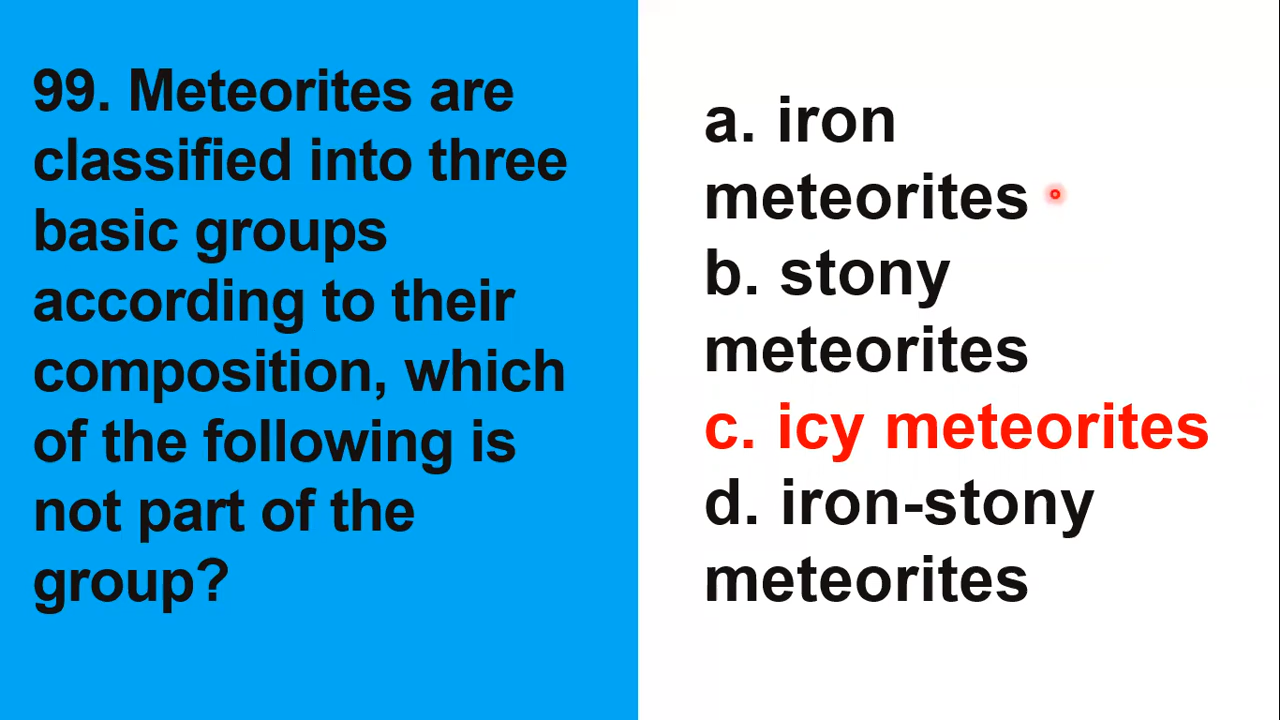 99. Meteorites are
classified into three
basic groups
according to their
composition, which
of the following is
not part of the
group?
a. iron
meteorites
b. stony
meteorites
c. icy meteorites
d. iron-stony
meteorites